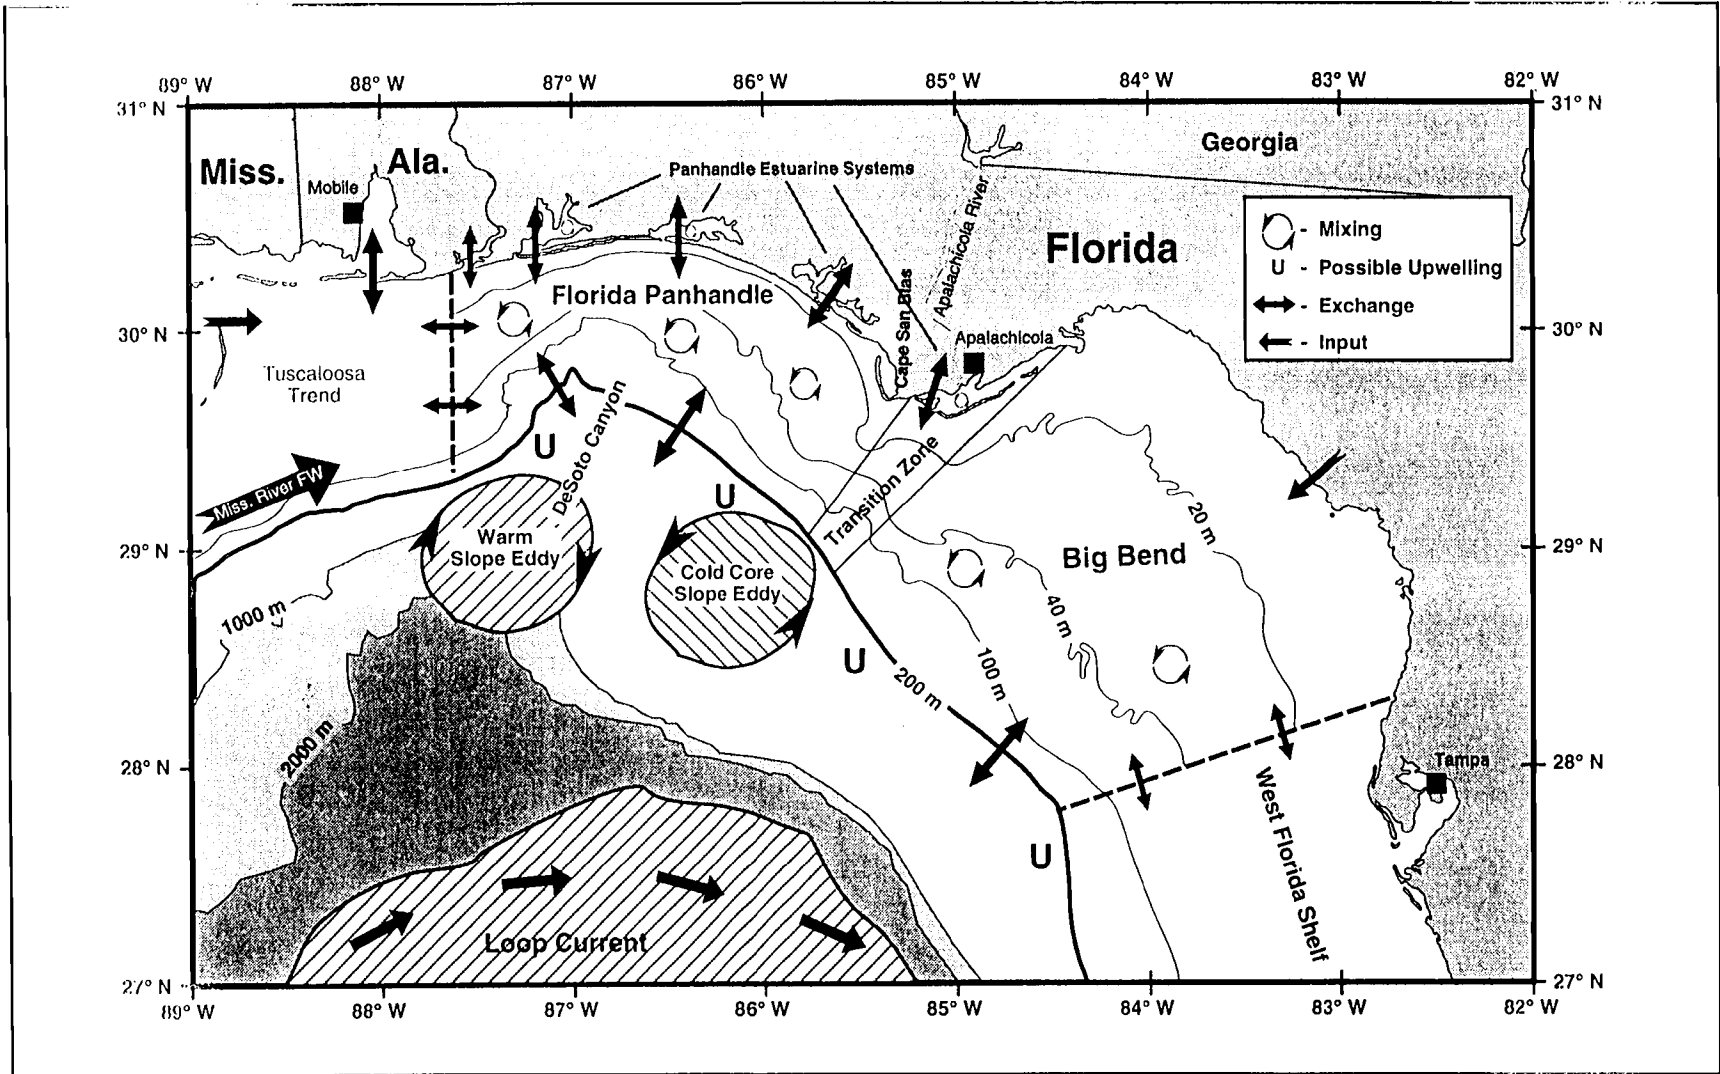 89° W
88° W
87° W
86° W
85° W
84° W
83° W
82° W
31° N
31° N
Miss.
Ala.
Mobile
Panhandle Estuarine Systems
Georgia
Florida
Apalachicola River
Cape San Blas
Apalachicola
Mixing
U - Possible Upwelling
Exchange
Input
30° N
30° N
Florida Panhandle
Tuscaloosa
Trend
U
DeSoto Canyon
Miss. River FW
U
Transition Zone
20 m
29° N
29° N
Warm
Slope Eddy
Cold Core
Slope Eddy
Big Bend
1000 m
40 m
U
100 m
200 m
2000 m
28° N
28° N
Tampa
U
West Florida Shelf
Loop Current
27° N
27° N
89° W
88° W
87° W
86° W
85° W
84° W
83° W
82° W